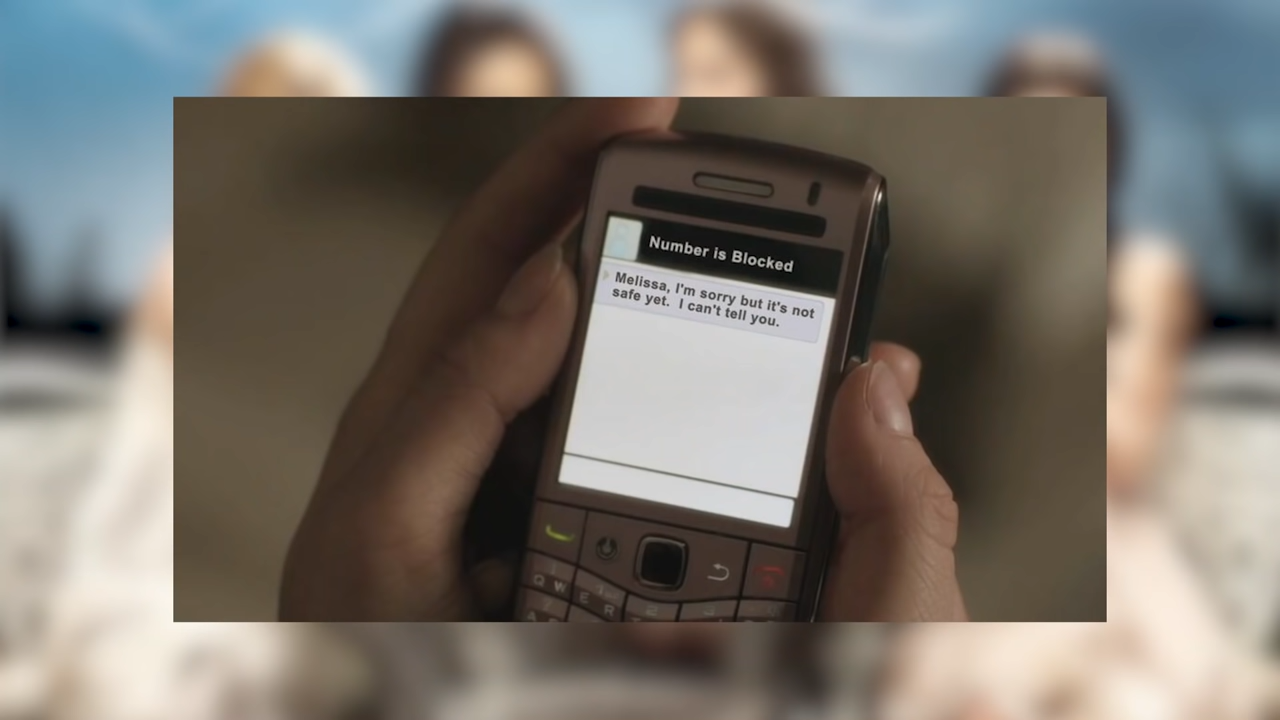 Number is Blocked
Melissa, I'm sorry but it's not
safe yet.  I can't tell you.
Q W E R